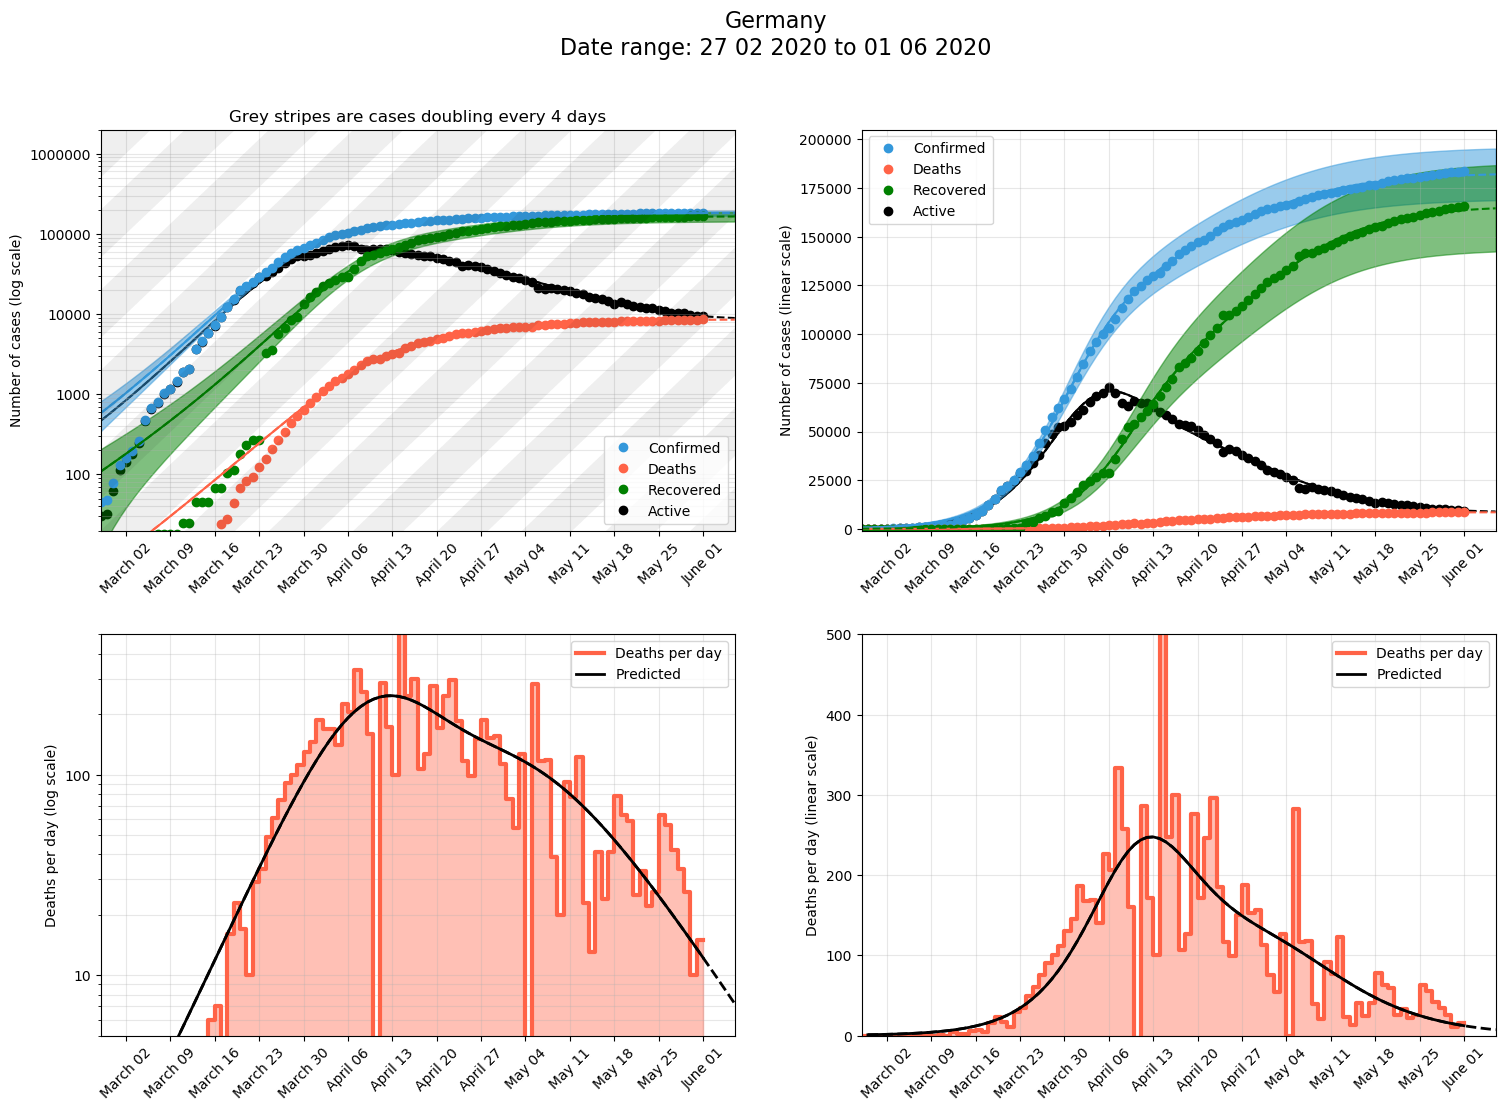 Germany
Date range: 27 02 2020 to 01 06 2020
Grey stripes are cases doubling every 4 days
Number of cases (log scale)
1000000
100000
10000
1000
100
Confirmed
Deaths
Recovered
Active
March 02
March 09
March 16
March 23
March 30
April 06
April 13
April 20
April 27
May 04
May 11
May 18
May 25
June 01
Number of cases (linear scale)
200000
175000
150000
125000
100000
75000
50000
25000
0
Confirmed
Deaths
Recovered
Active
March 02
March 09
March 16
March 23
March 30
April 06
April 13
April 20
April 27
May 04
May 11
May 18
May 25
June 01
Deaths per day (log scale)
100
10
Deaths per day
Predicted
March 02
March 09
March 16
March 23
March 30
April 06
April 13
April 20
April 27
May 04
May 11
May 18
May 25
June 01
Deaths per day (linear scale)
500
400
300
200
100
0
Deaths per day
Predicted
March 02
March 09
March 16
March 23
March 30
April 06
April 13
April 20
April 27
May 04
May 11
May 18
May 25
June 01